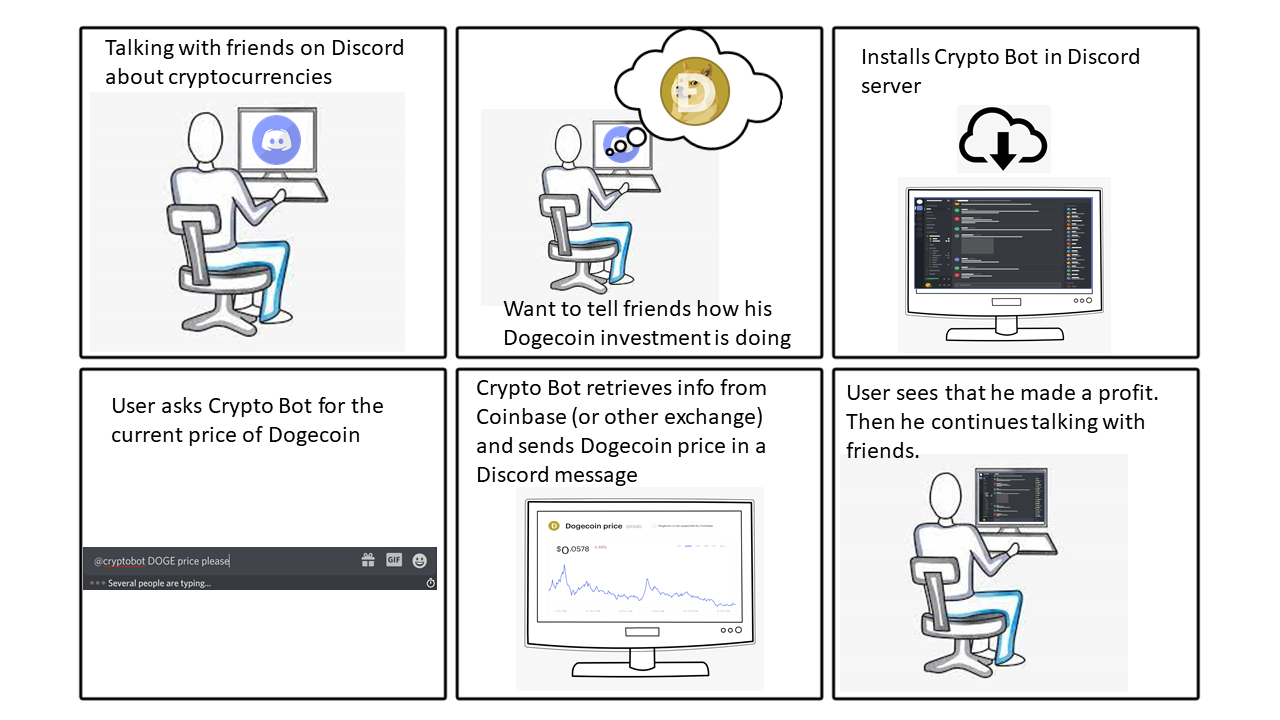 Talking with friends on Discord
about cryptocurrencies
Want to tell friends how his
Dogecoin investment is doing
Installs Crypto Bot in Discord
server
User asks Crypto Bot for the
current price of Dogecoin
@cryptobot DOGE price please
GIF
Several people are typing...
Crypto Bot retrieves info from
Coinbase (or other exchange)
and sends Dogecoin price in a
Discord message
Dogecoin price
$0.0578
User sees that he made a profit.
Then he continues talking with
friends.